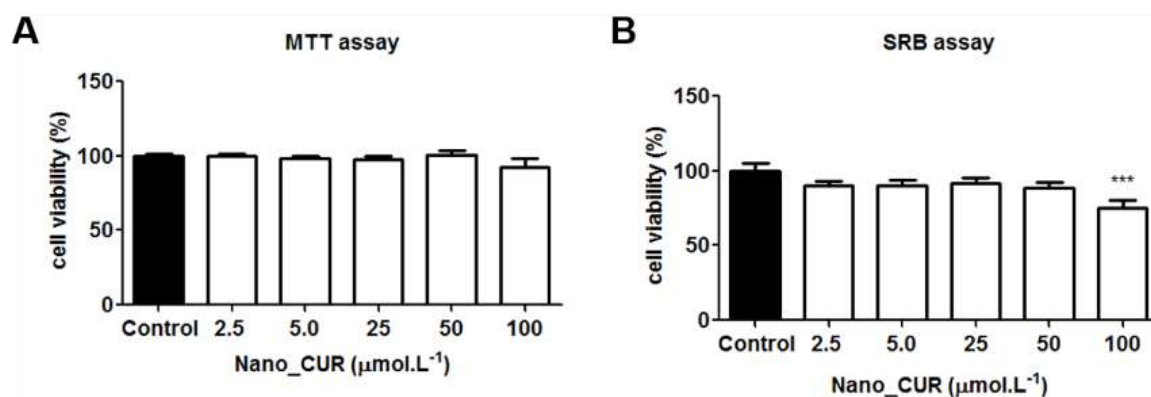 A
MTT assay
cell viability (%)
150
100
50
0
Control 2.5 5.0 25 50 100
Nano_CUR (μmol.L⁻¹)
B
SRB assay
cell viability (%)
150
100
50
0
***
Control 2.5 5.0 25 50 100
Nano_CUR (μmol.L⁻¹)